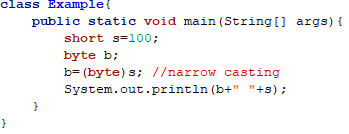 class Example{
    public static void main(String[] args){
        short s=100;
        byte b;
        b=(byte)s; //narrow casting
        System.out.println(b+" "+s);
    }
}